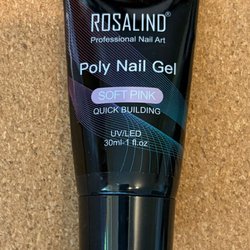 ROSALIND®
Professional Nail Art
Poly Nail Gel
SOFT PINK
QUICK BUILDING
UV/LED
30ml-1 fl.oz